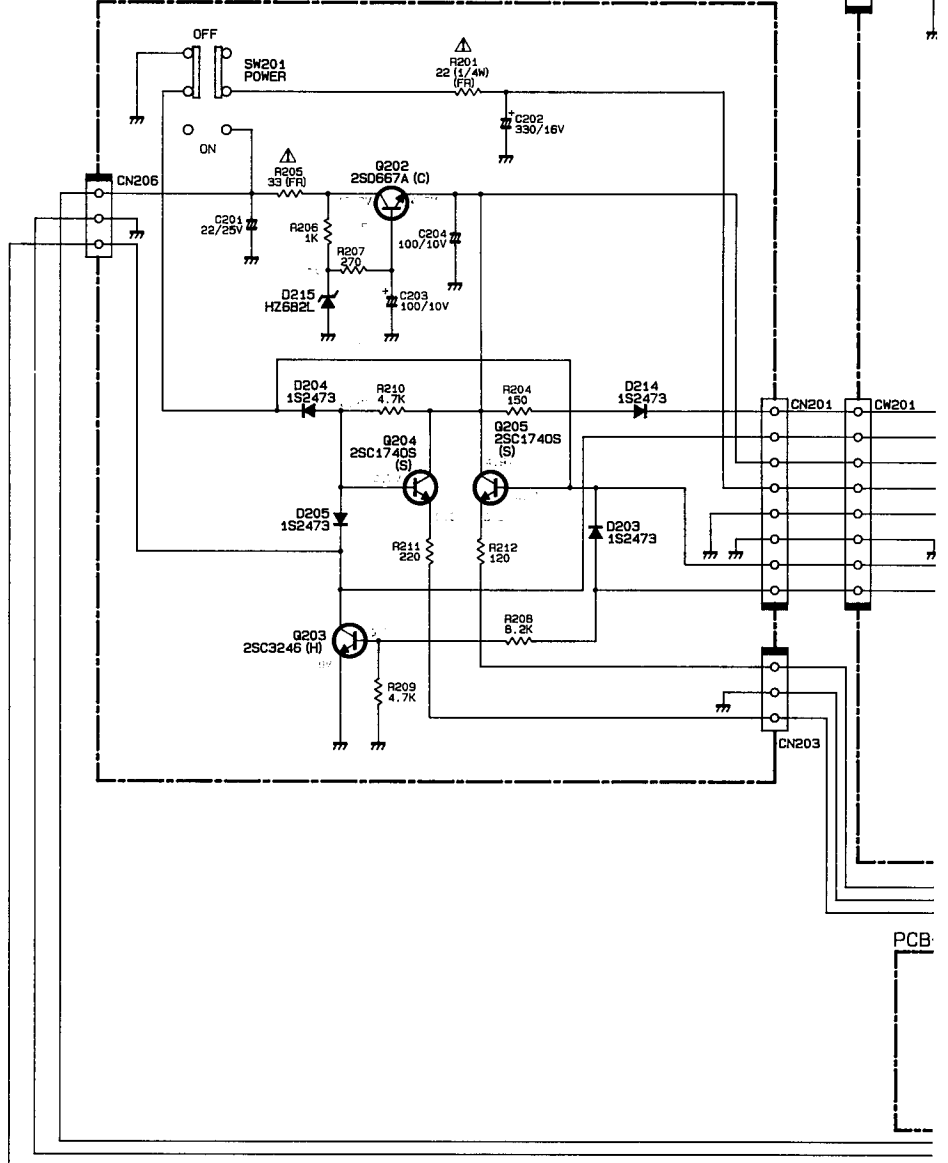 OFF
SW201
POWER
ON
R201
22 (1/4W)
(FR)
C202
330/16V
CN206
R205
33 (FR)
Q202
2SD667A (C)
C201
22/25V
R206
1K
R207
270
C204
100/10V
D215
HZ6B2L
C203
100/10V
D204
1S2473
R210
4.7K
R204
150
D214
1S2473
CN201
CW201
Q204
2SC1740S
(S)
Q205
2SC1740S
(S)
D205
1S2473
R211
220
R212
120
D203
1S2473
Q203
2SC3246 (H)
R208
8.2K
R209
4.7K
CN203
PCB-